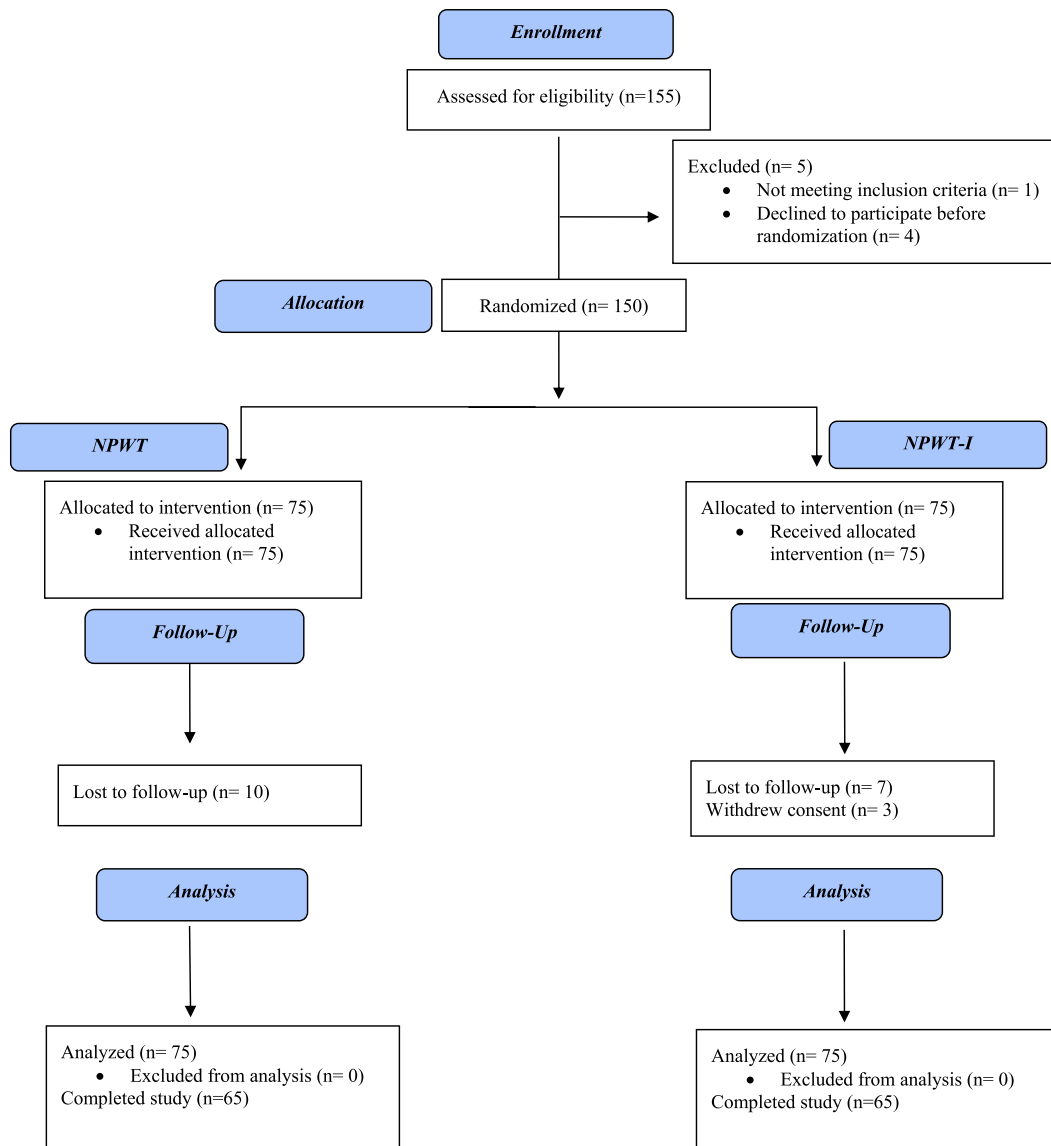 Enrollment
Assessed for eligibility (n=155)
Excluded (n= 5)
• Not meeting inclusion criteria (n= 1)
• Declined to participate before
randomization (n= 4)
Allocation
Randomized (n= 150)
NPWT
Allocated to intervention (n= 75)
• Received allocated
intervention (n= 75)
Follow-Up
Lost to follow-up (n= 10)
Analysis
Analyzed (n= 75)
• Excluded from analysis (n= 0)
Completed study (n=65)
NPWT-I
Allocated to intervention (n= 75)
• Received allocated
intervention (n= 75)
Follow-Up
Lost to follow-up (n= 7)
Withdrew consent (n= 3)
Analysis
Analyzed (n= 75)
• Excluded from analysis (n= 0)
Completed study (n=65)